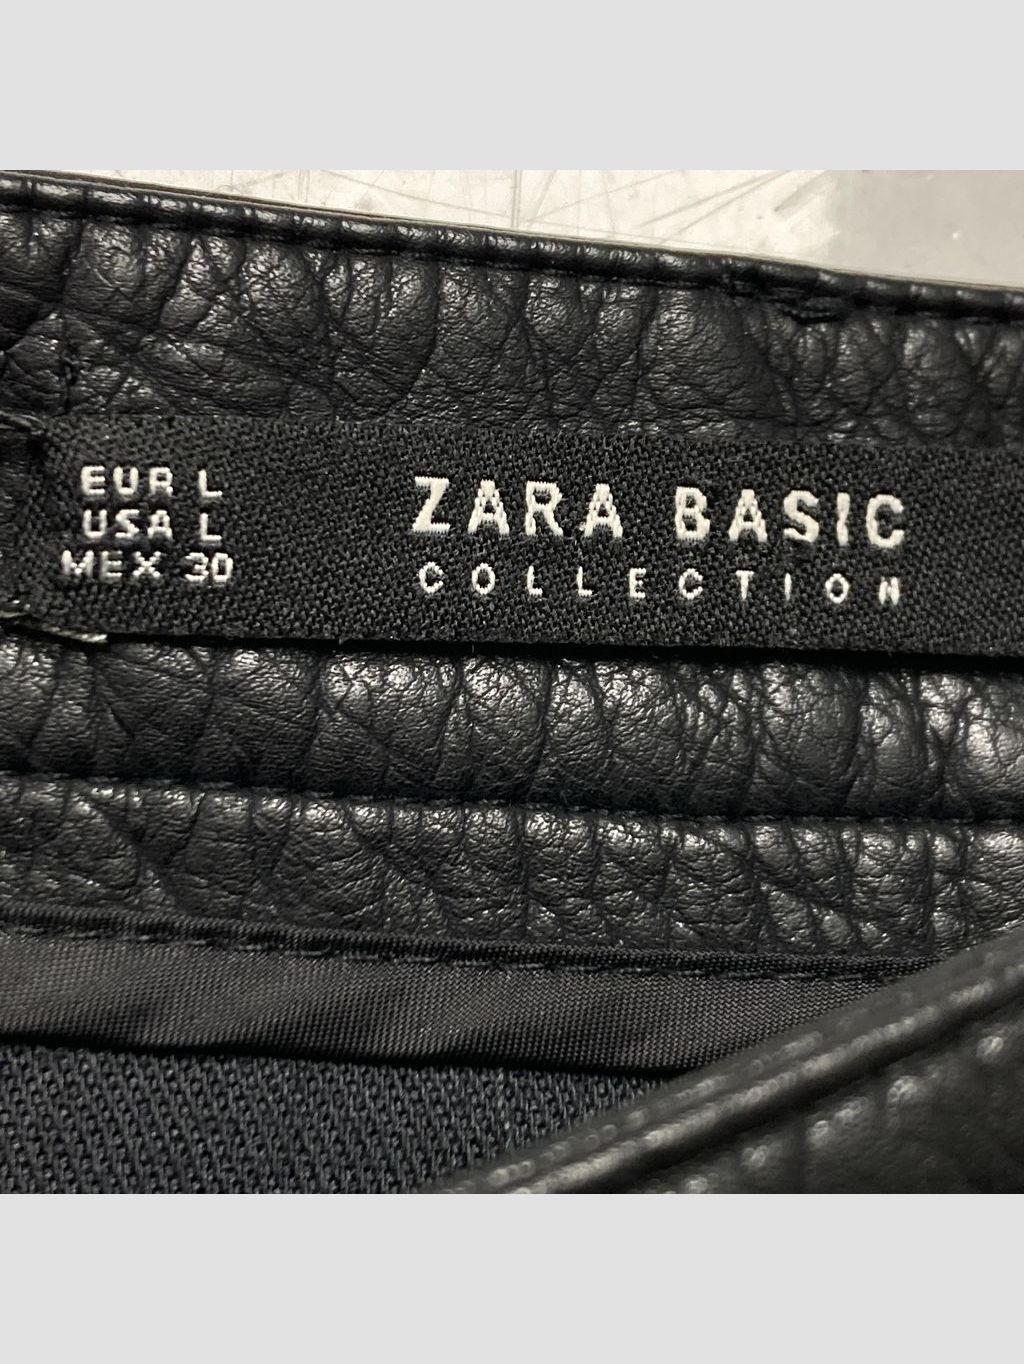 EUR L
USA L
MEX 30
ZARA BASIC
COLLECTION